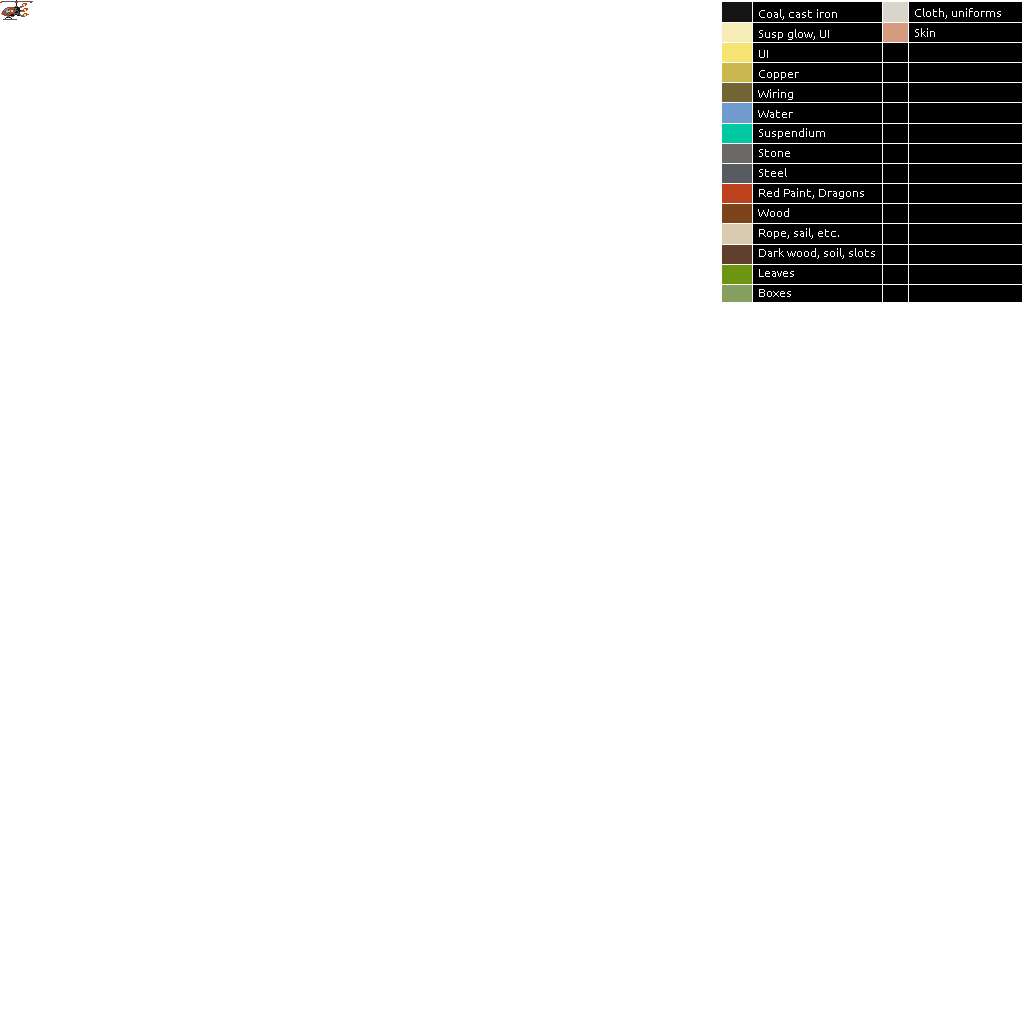 Coal, cast iron
Cloth, uniforms
Susp glow, UI
Skin
UI
Copper
Wiring
Water
Suspendium
Stone
Steel
Red Paint, Dragons
Wood
Rope, sail, etc.
Dark wood, soil, slots
Leaves
Boxes